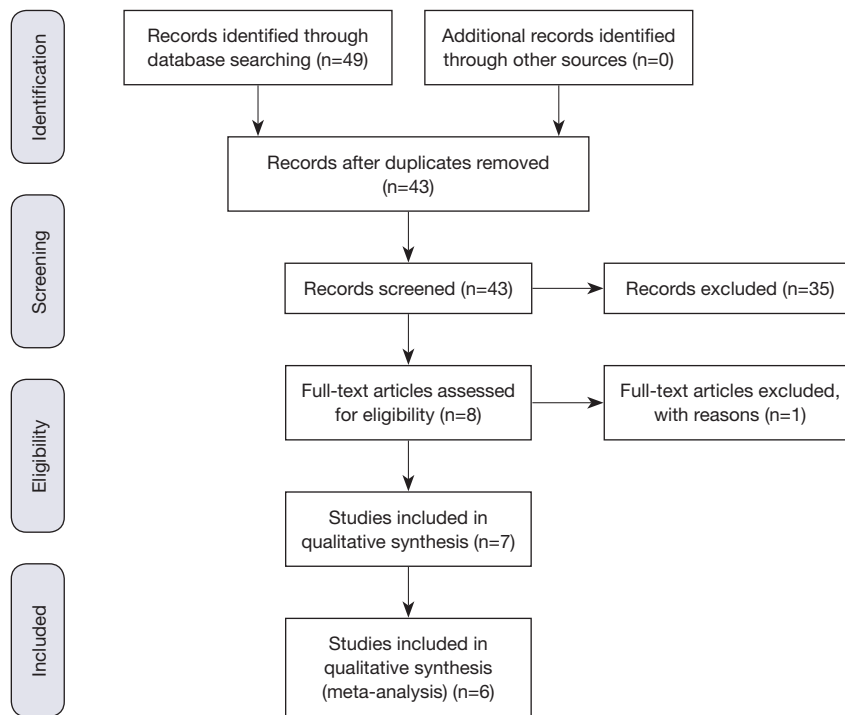 Identification
Records identified through
database searching (n=49)
Additional records identified
through other sources (n=0)
Records after duplicates removed
(n=43)
Screening
Records screened (n=43)
Records excluded (n=35)
Eligibility
Full-text articles assessed
for eligibility (n=8)
Full-text articles excluded,
with reasons (n=1)
Studies included in
qualitative synthesis (n=7)
Included
Studies included in
qualitative synthesis
(meta-analysis) (n=6)